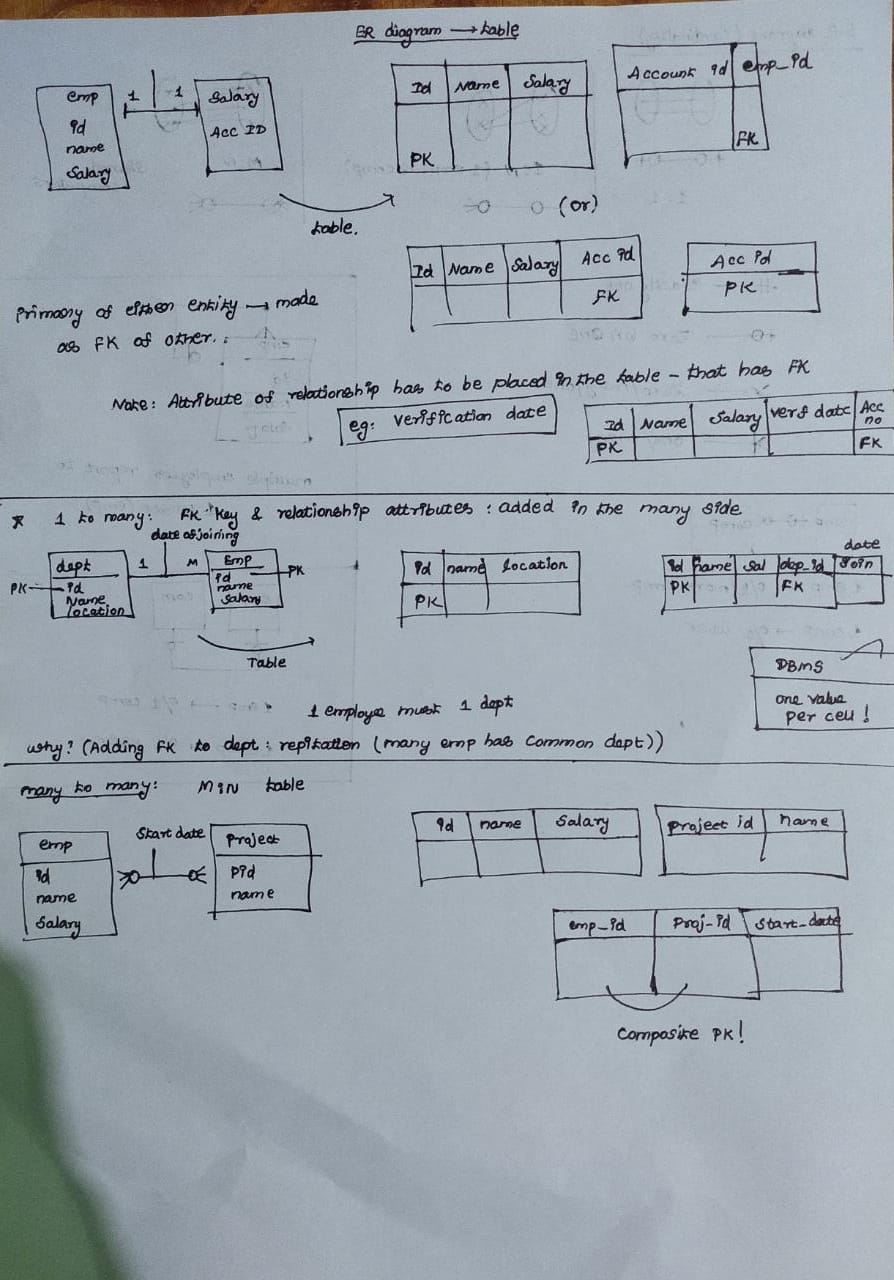 ER diagram → table
emp
id
name
Salary
1 1
Salary
Acc ID
Id Name Salary
PK
Account id emp_id
FK
table.
(or)
Id Name Salary Acc id
FK
Acc id
PK
Primary of either entity → made
as FK of other.
Note: Attribute of relationship has to be placed in the table - that has FK
eg: verification date
Id Name Salary verf date Acc no
PK FK
* 1 to many: FK key & relationship attributes : added in the many side
date of joining
dept
PK id
Name
location
1 M
Emp
id
name
Salary
PK
Table
id name location
PK
Id name Sal dep_id date Join
PK FK
DBMS
one value
per cell !
1 employe must 1 dept
why? (Adding FK to dept : repitation (many emp has common dept))
many to many: M:N table
emp
id
name
Salary
Start date
Project
Pid
name
id name Salary
Project id name
emp_id Proj-id Start_date
Composite PK!